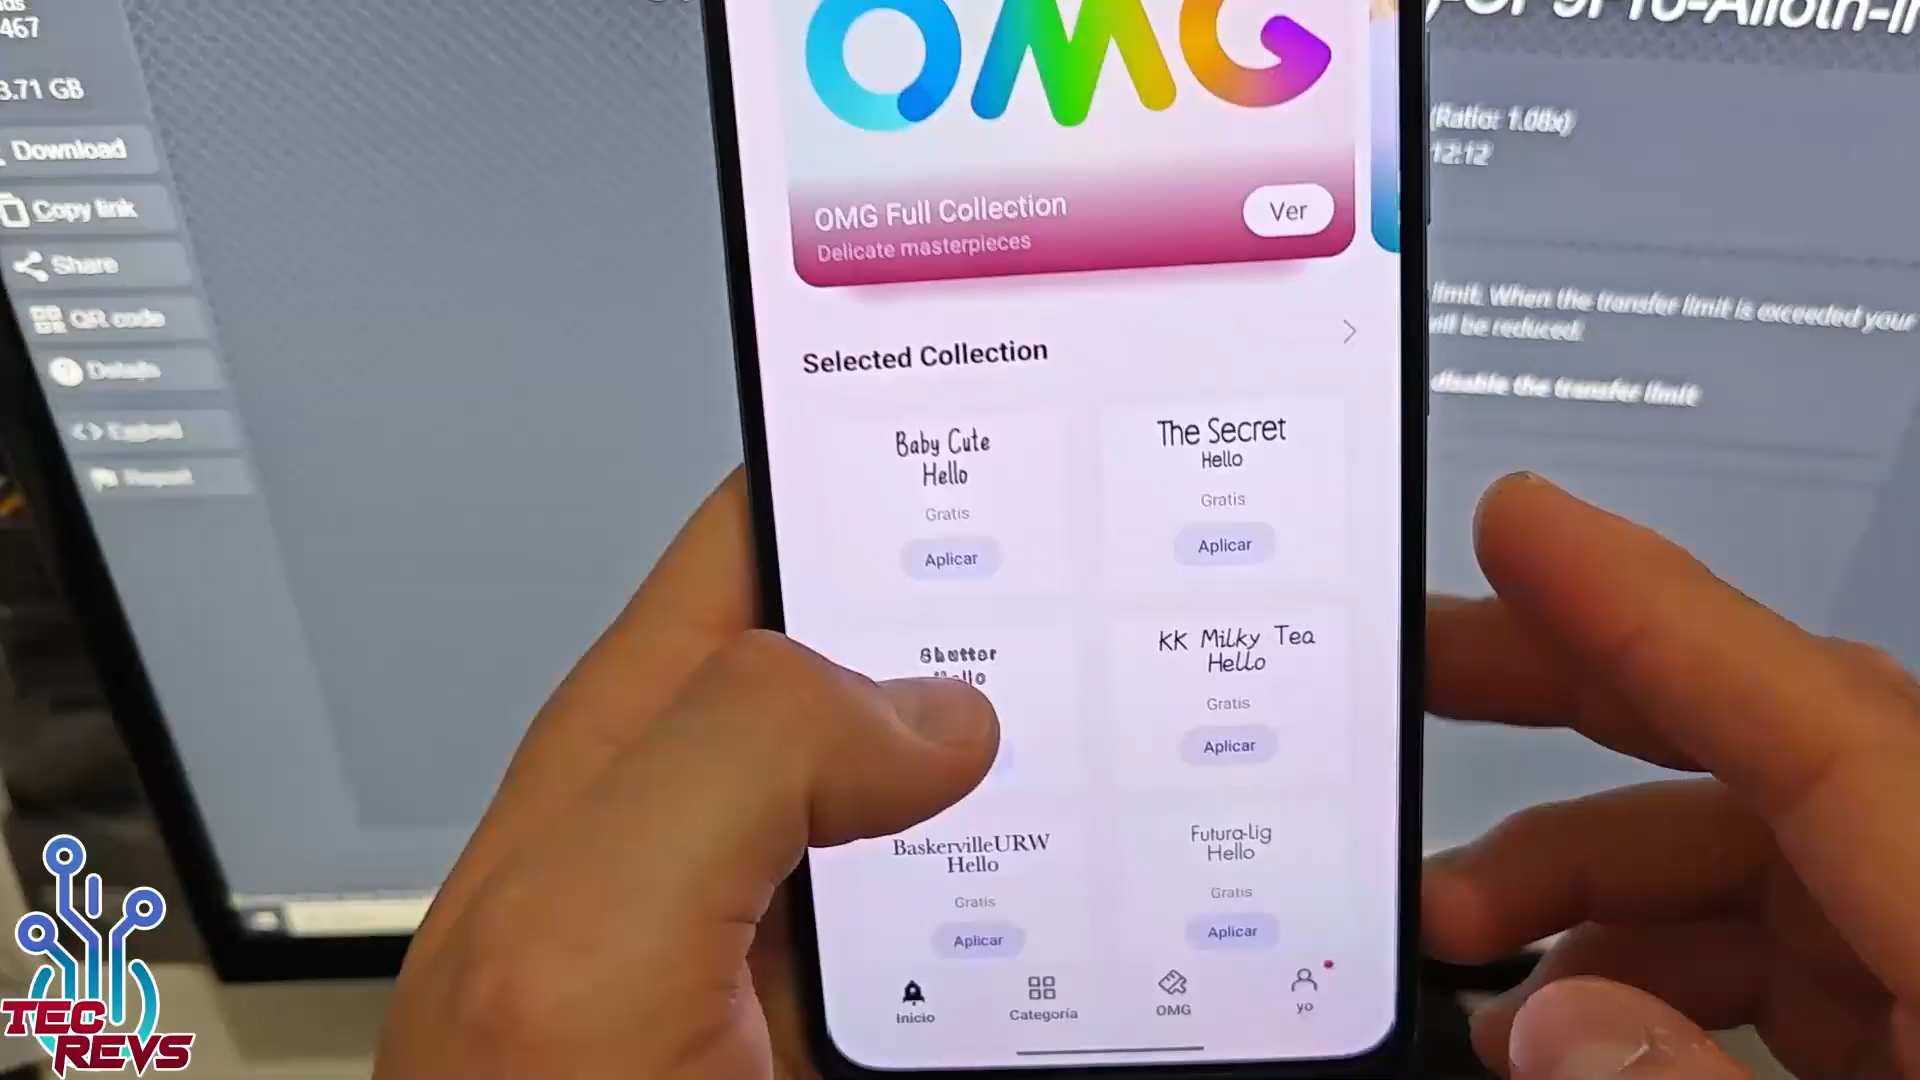 467
3.71 GB
Download
Copy link
Share
QR code
Details
Embed
Report
OMG
OMG Full Collection
Delicate masterpieces
Ver
Selected Collection
Baby Cute
Hello
Gratis
Aplicar
The Secret
Hello
Gratis
Aplicar
Shutter
KK Milky Tea
Hello
Gratis
Aplicar
BaskervilleURW
Hello
Gratis
Aplicar
Futura-Lig
Hello
Gratis
Aplicar
Inicio
Categoría
OMG
yo
(Ratio: 1.08x)
12:12
limit. When the transfer limit is exceeded your
will be reduced.
disable the transfer limit
TEC
REVS